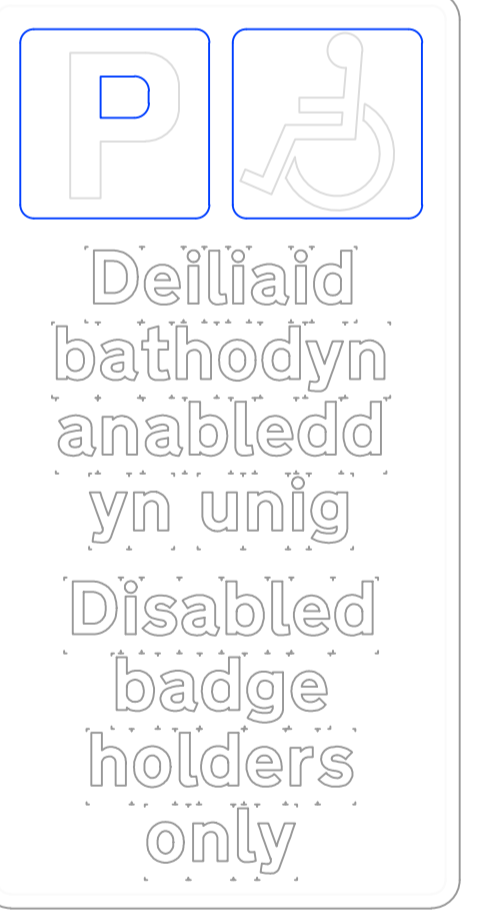 P
Deiliaid
bathodyn
anabledd
yn unig
Disabled
badge
holders
only